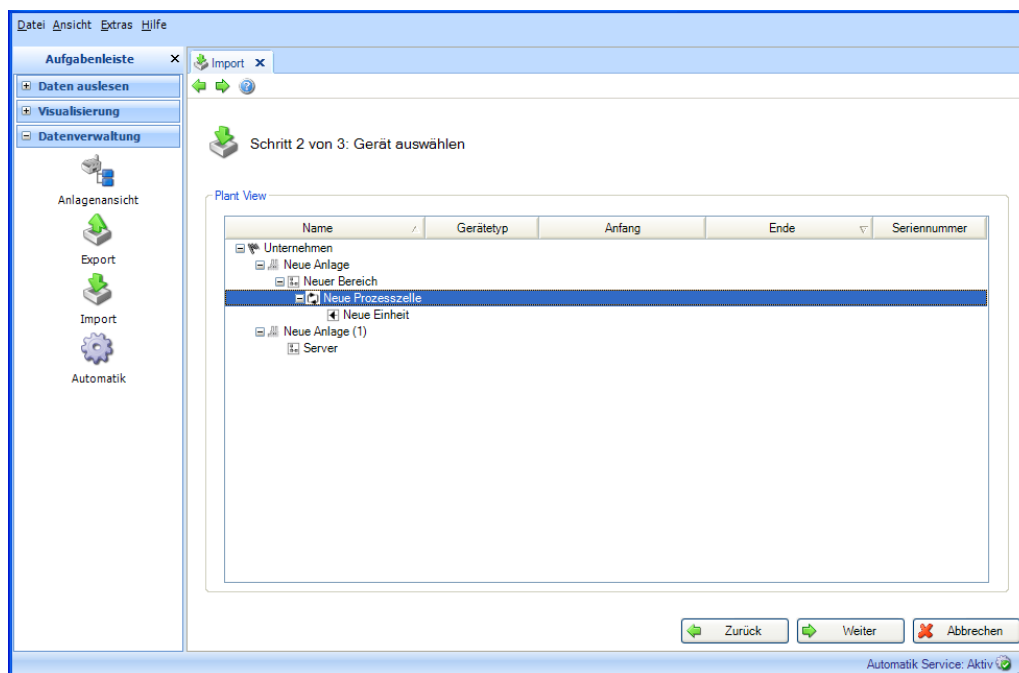 Datei Ansicht Extras Hilfe
Aufgabenleiste
Import
Daten auslesen
Visualisierung
Datenverwaltung
Anlagenansicht
Export
Import
Automatik
Schritt 2 von 3: Gerät auswählen
Plant View
Name Gerätetyp Anfang Ende Seriennummer
Unternehmen
Neue Anlage
Neuer Bereich
Neue Prozesszelle
Neue Einheit
Neue Anlage (1)
Server
Zurück Weiter Abbrechen
Automatik Service: Aktiv